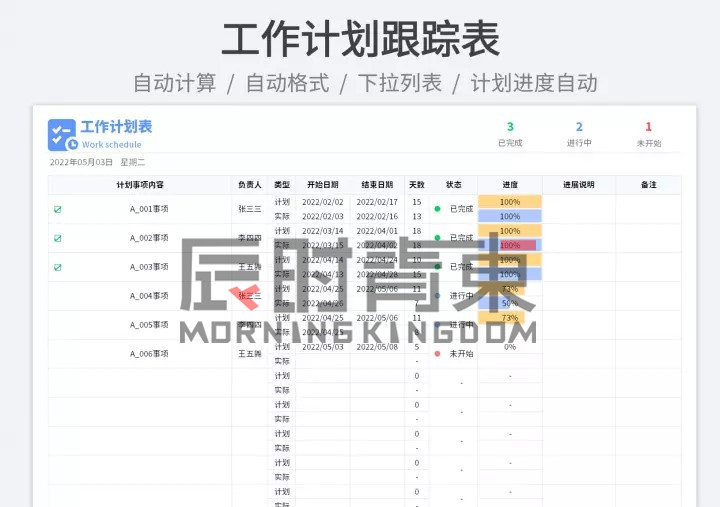 工作计划跟踪表
自动计算 / 自动格式 / 下拉列表 / 计划进度自动
工作计划表
Work schedule
3 2 1
已完成 进行中 未开始
2022年05月03日 星期二
计划事项内容 负责人 类型 开始日期 结束日期 天数 状态 进度 进展说明 备注
计划 2022/02/02 2022/02/17 15 100%
A_001事项 张三三 已完成
实际 2022/02/03 2022/02/16 13 100%
计划 2022/03/14 2022/04/01 18 100%
A_002事项 李四四 已完成
实际 2022/03/15 2022/04/02 18 100%
计划 2022/04/14 2022/04/24 10 100%
A_003事项 王五舞 已完成
实际 2022/04/13 2022/04/28 15 100%
计划 2022/04/25 2022/05/06 11 73%
A_004事项 张三三 进行中
实际 2022/04/26 7 56%
计划 2022/04/25 2022/05/06 11 73%
A_005事项 李四四 进行中
实际 2022/04/25
计划 2022/05/03 2022/05/08 5 0%
A_006事项 王五舞 未开始
实际 -
计划 0 -
-
实际 -
计划 0 -
-
实际 -
计划 0 -
-
实际 -
计划 0 -
-
实际 -
计划 0 -
-
实际 -
辰时肯東
MORNINGKINGDOM